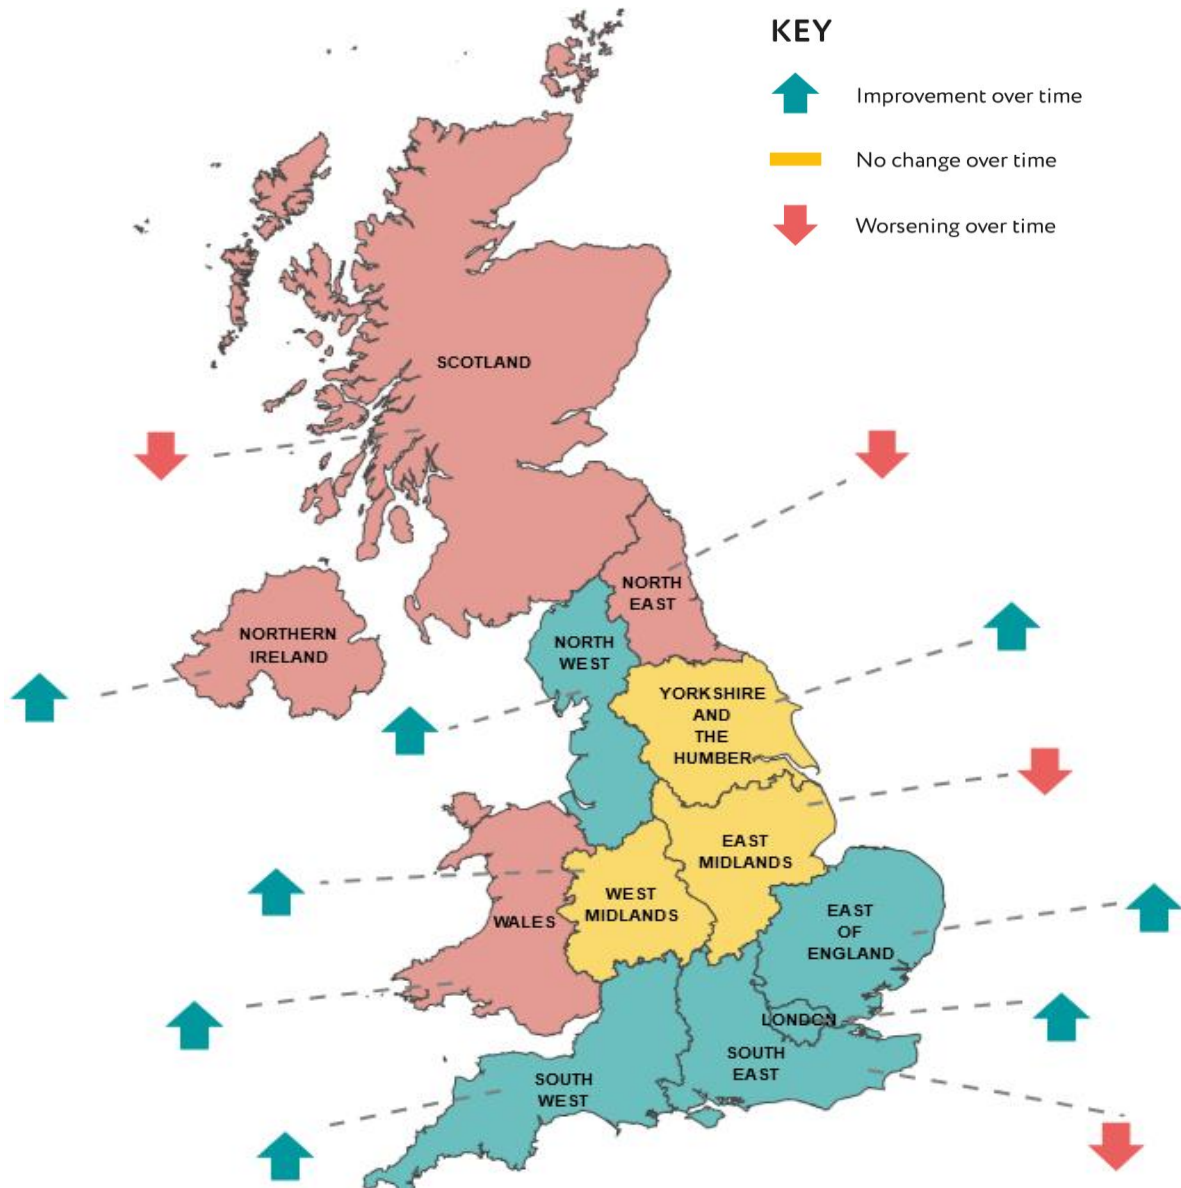 KEY
Improvement over time
No change over time
Worsening over time
SCOTLAND
NORTH
EAST
NORTHERN
IRELAND
NORTH
WEST
YORKSHIRE
AND
THE
HUMBER
EAST
MIDLANDS
WEST
MIDLANDS
WALES
EAST
OF
ENGLAND
LONDON
SOUTH
EAST
SOUTH
WEST